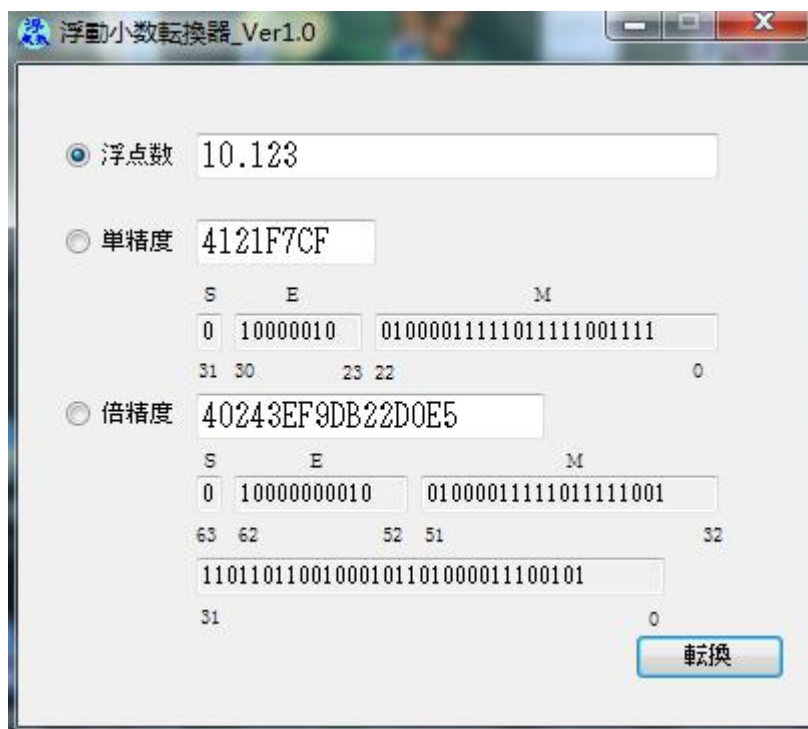 浮動小数転換器_Ver1.0
浮点数 10.123
単精度 4121F7CF
S E M
0 10000010 01000011111011111001111
31 30 23 22 0
倍精度 40243EF9DB22D0E5
S E M
0 10000000010 01000011111011111001
63 62 52 51 32
11011011001000101101000011100101
31 0
転換